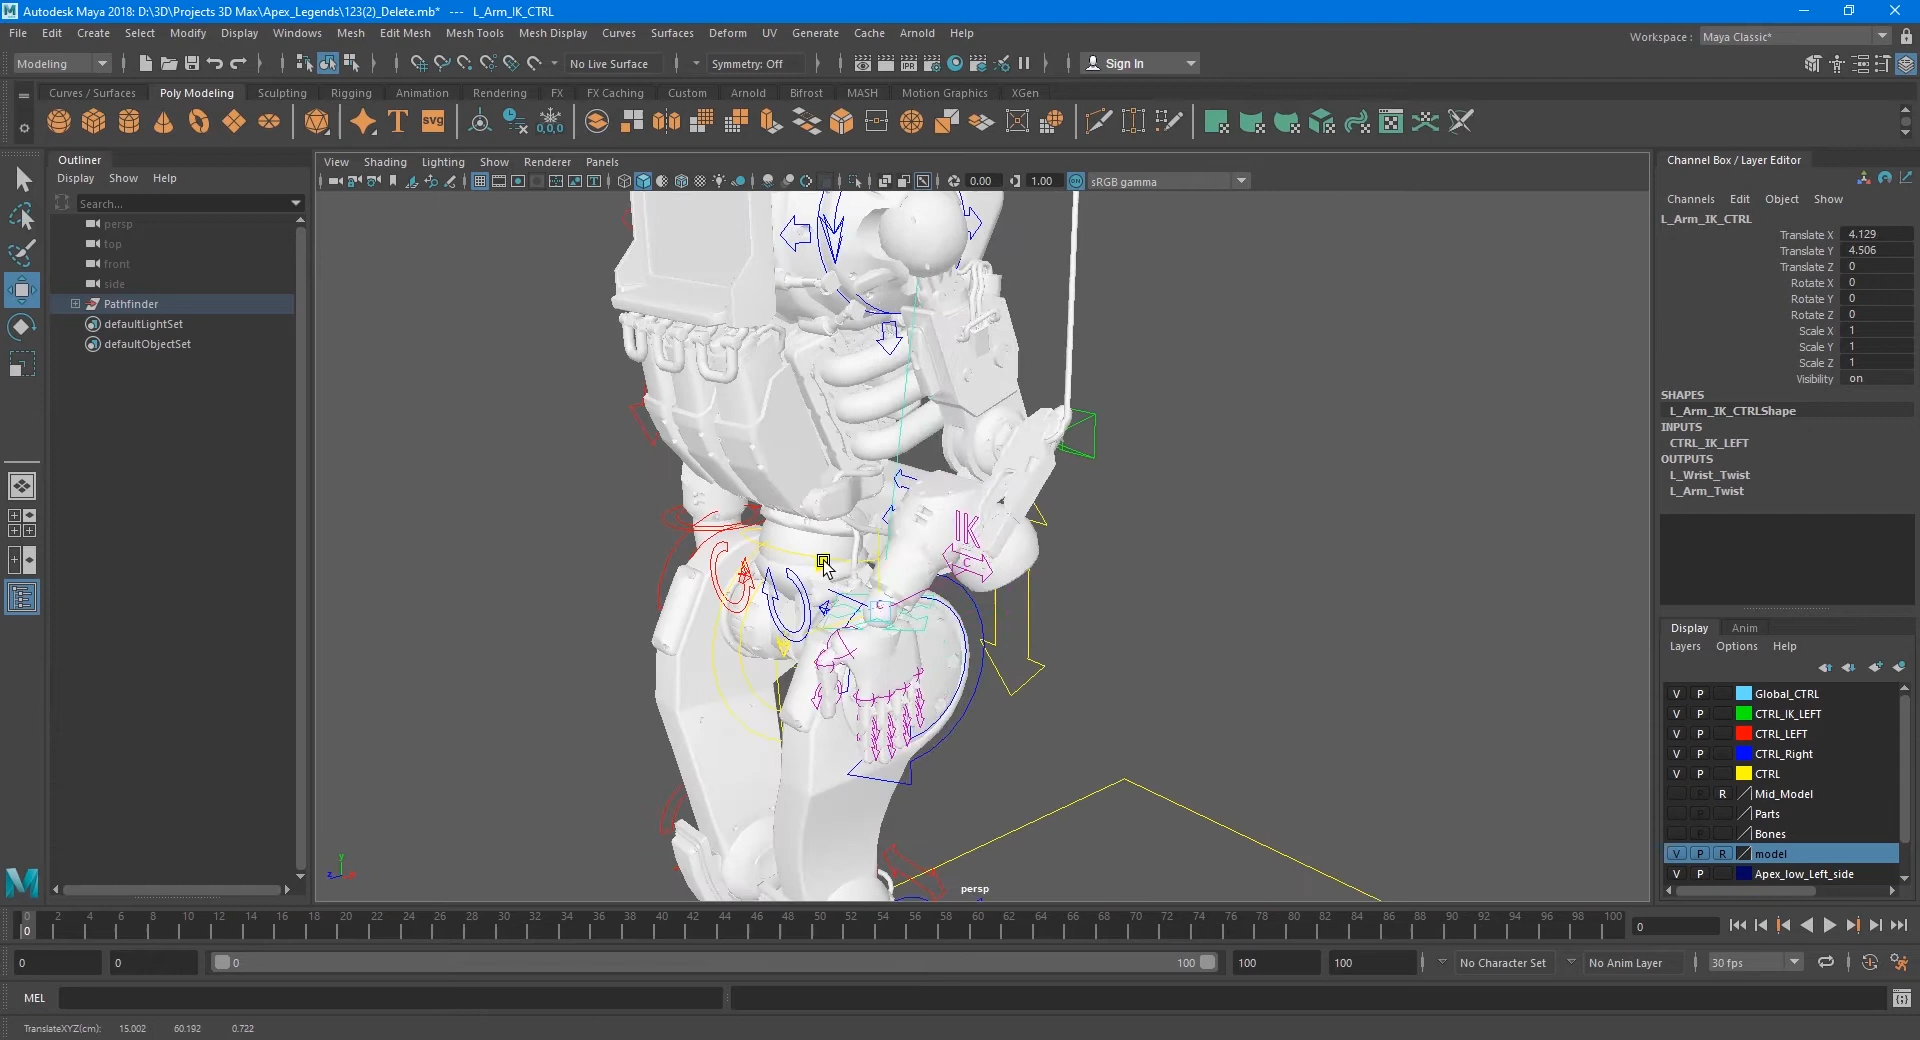 Autodesk Maya 2018: D:\3D\Projects 3D Max\Apex_Legends\123(2)_Delete.mb* --- L_Arm_IK_CTRL
File Edit Create Select Modify Display Windows Mesh Edit Mesh Mesh Tools Mesh Display Curves Surfaces Deform UV Generate Cache Arnold Help
Workspace : Maya Classic*
Modeling No Live Surface Symmetry: Off IPR Sign In
Curves / Surfaces Poly Modeling Sculpting Rigging Animation Rendering FX FX Caching Custom Arnold Bifrost MASH Motion Graphics XGen
T SVG 0,0,0
Outliner
Display Show Help
Search...
persp
top
front
side
Pathfinder
defaultLightSet
defaultObjectSet
View Shading Lighting Show Renderer Panels
0.00 1.00 ON sRGB gamma
IK
C
C
y
z
persp
Channel Box / Layer Editor
Channels Edit Object Show
L_Arm_IK_CTRL
Translate X 4.129
Translate Y 4.506
Translate Z 0
Rotate X 0
Rotate Y 0
Rotate Z 0
Scale X 1
Scale Y 1
Scale Z 1
Visibility on
SHAPES
L_Arm_IK_CTRLShape
INPUTS
CTRL_IK_LEFT
OUTPUTS
L_Wrist_Twist
L_Arm_Twist
Display Anim
Layers Options Help
V P Global_CTRL
V P CTRL_IK_LEFT
V P CTRL_LEFT
V P CTRL_Right
V P CTRL
R Mid_Model
R Parts
R Bones
V P R model
V P Apex_low_Left_side
0 2 4 6 8 10 12 14 16 18 20 22 24 26 28 30 32 34 36 38 40 42 44 46 48 50 52 54 56 58 60 62 64 66 68 70 72 74 76 78 80 82 84 86 88 90 92 94 96 98 100
0 0
0 0 0 100 100 100 No Character Set No Anim Layer 30 fps
MEL
TranslateXYZ(cm): 15.002 60.192 0.722